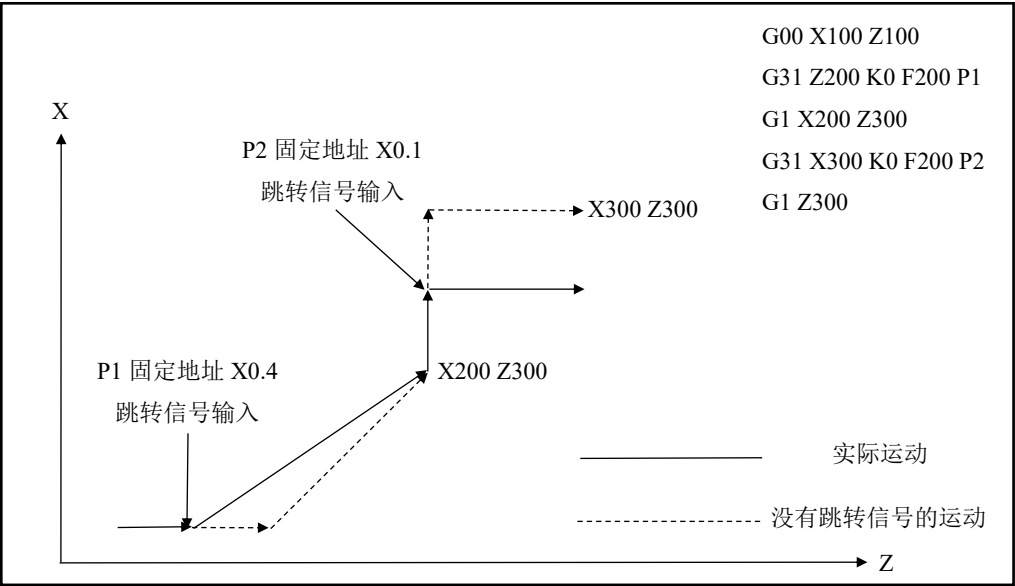 G00 X100 Z100
G31 Z200 K0 F200 P1
G1 X200 Z300
G31 X300 K0 F200 P2
G1 Z300
X
P2 固定地址 X0.1
跳转信号输入
X300 Z300
P1 固定地址 X0.4
跳转信号输入
X200 Z300
实际运动
没有跳转信号的运动
Z